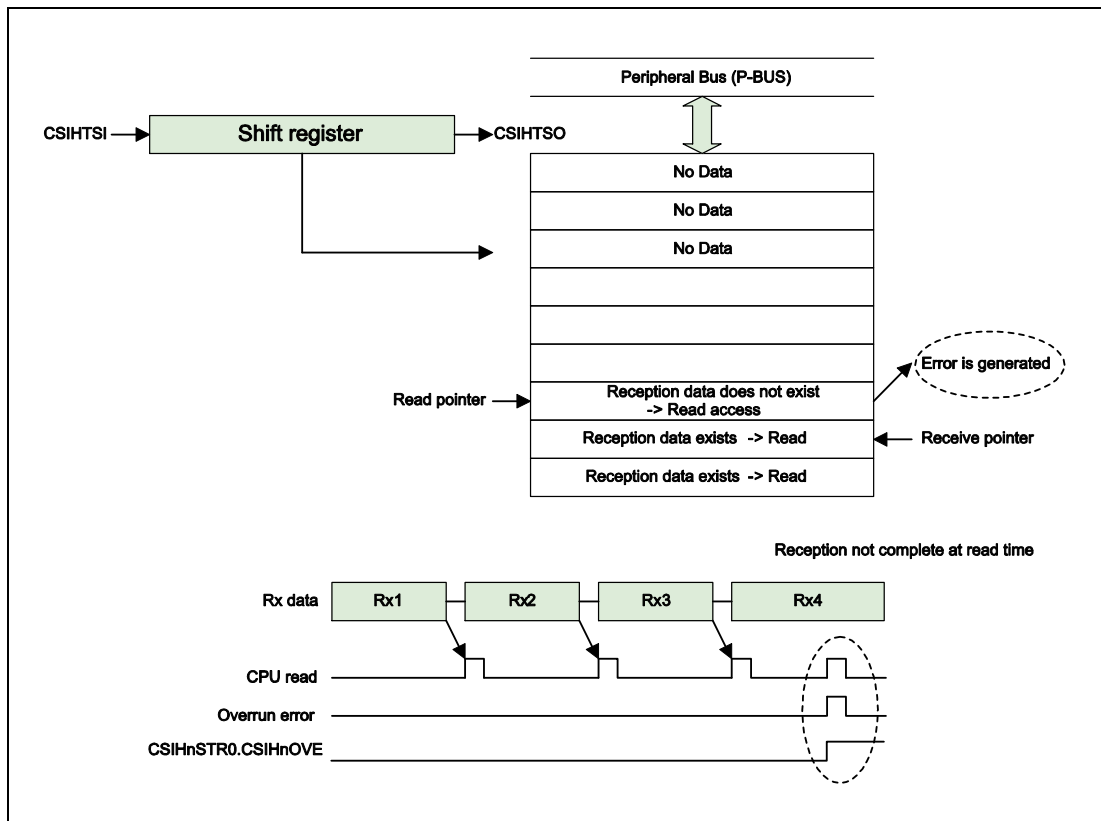 Peripheral Bus (P-BUS)
CSIHTSI
Shift register
CSIHTSO
No Data
No Data
No Data
Error is generated
Read pointer
Reception data does not exist
-> Read access
Reception data exists -> Read
Receive pointer
Reception data exists -> Read
Reception not complete at read time
Rx data
Rx1
Rx2
Rx3
Rx4
CPU read
Overrun error
CSIHnSTR0.CSIHnOVE